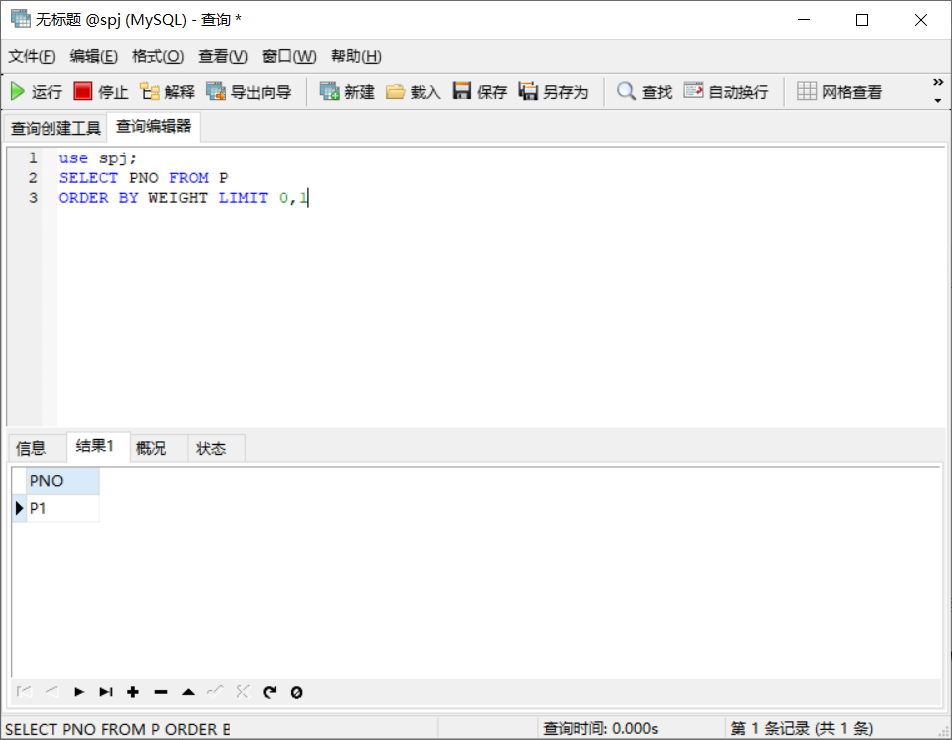 无标题 @spj (MySQL) - 查询 *
文件(F) 编辑(E) 格式(O) 查看(V) 窗口(W) 帮助(H)
运行 停止 解释 导出向导 新建 载入 保存 另存为 查找 自动换行 网格查看 »
查询创建工具 查询编辑器
1 use spj;
2 SELECT PNO FROM P
3 ORDER BY WEIGHT LIMIT 0,1
信息 结果1 概况 状态
PNO
P1
SELECT PNO FROM P ORDER B 查询时间: 0.000s 第 1 条记录 (共 1 条)